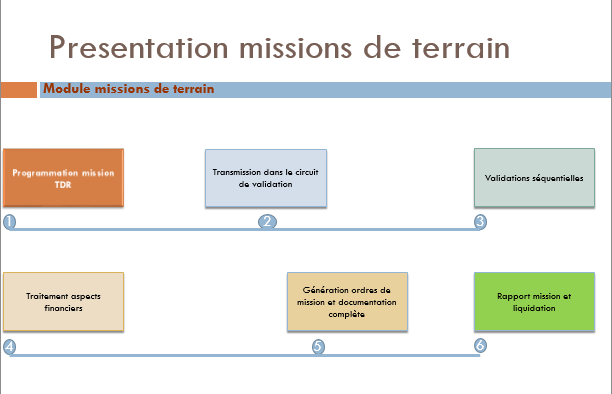 Presentation missions de terrain
Module missions de terrain
Programmation mission
TDR
Transmission dans le circuit
de validation
Validations séquentielles
1
2
3
Traitement aspects
financiers
Génération ordres de
mission et documentation
complète
Rapport mission et
liquidation
4
5
6